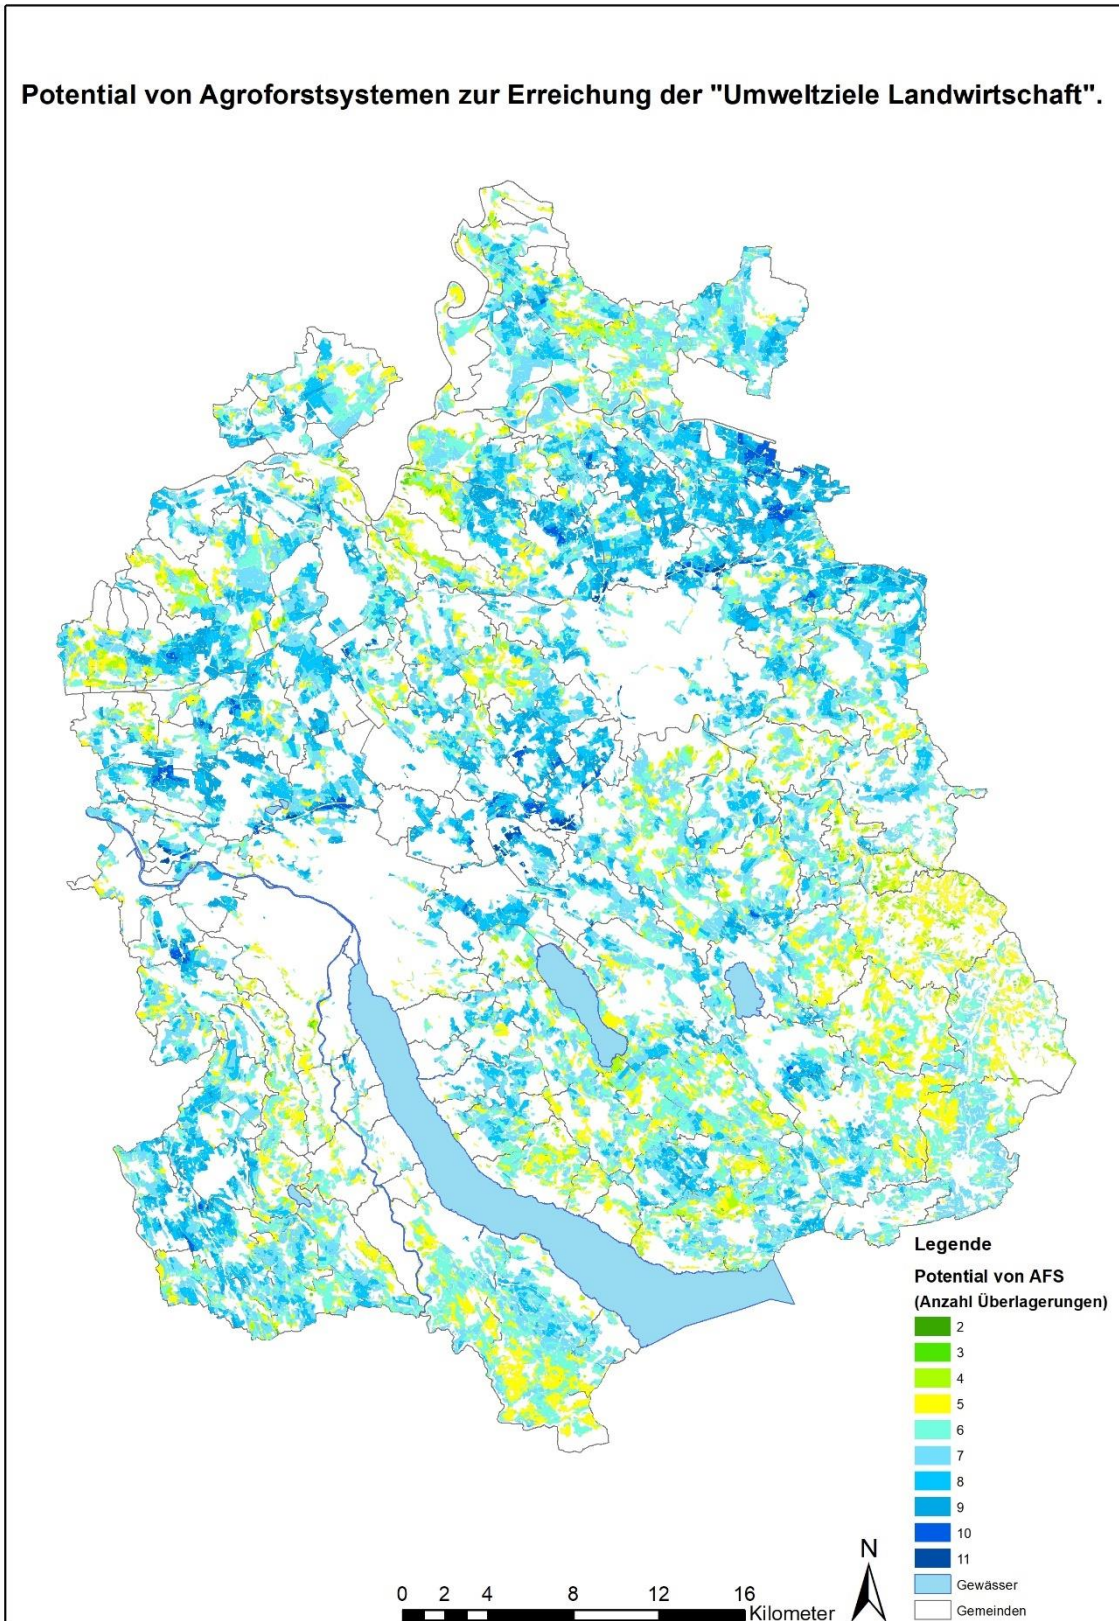 Potential von Agroforstsystemen zur Erreichung der "Umweltziele Landwirtschaft".
Legende
Potential von AFS
(Anzahl Überlagerungen)
2
3
4
5
6
7
8
9
10
11
Gewässer
Gemeinden
N
0 2 4 8 12 16
Kilometer